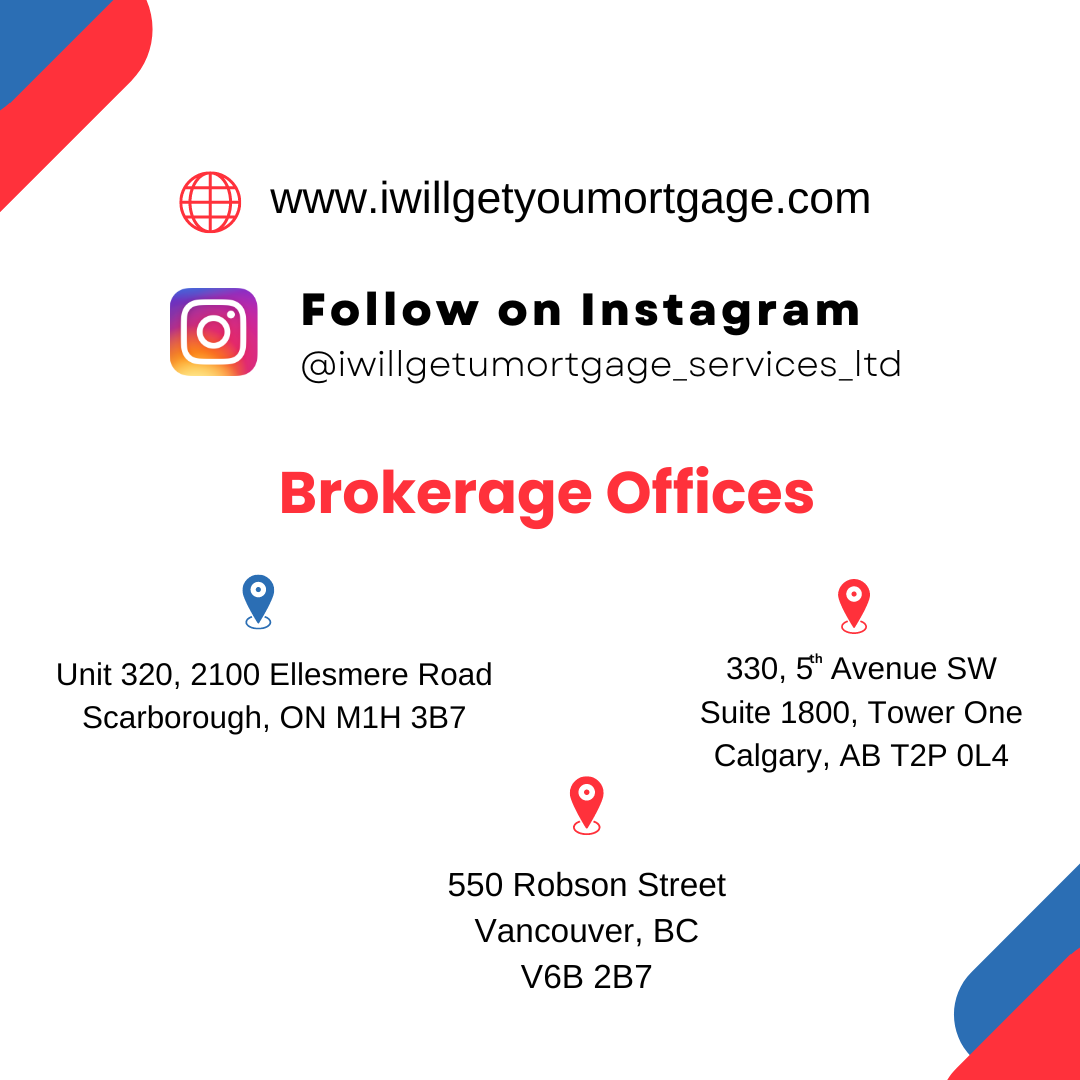 www.iwillgetyoumortgage.com
Follow on Instagram
@iwillgetumortgage_services_ltd
Brokerage Offices
Unit 320, 2100 Ellesmere Road
Scarborough, ON M1H 3B7
330, 5th Avenue SW
Suite 1800, Tower One
Calgary, AB T2P 0L4
550 Robson Street
Vancouver, BC
V6B 2B7